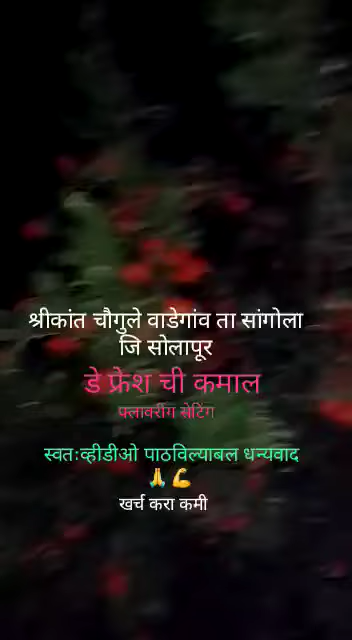 श्रीकांत चौगुले वाडेगांव ता सांगोला
जि सोलापूर
डे फ्रेश ची कमाल
फ्लावरींग सेटिंग
स्वतःव्हीडीओ पाठविल्याबल धन्यवाद
🙏💪
खर्च करा कमी